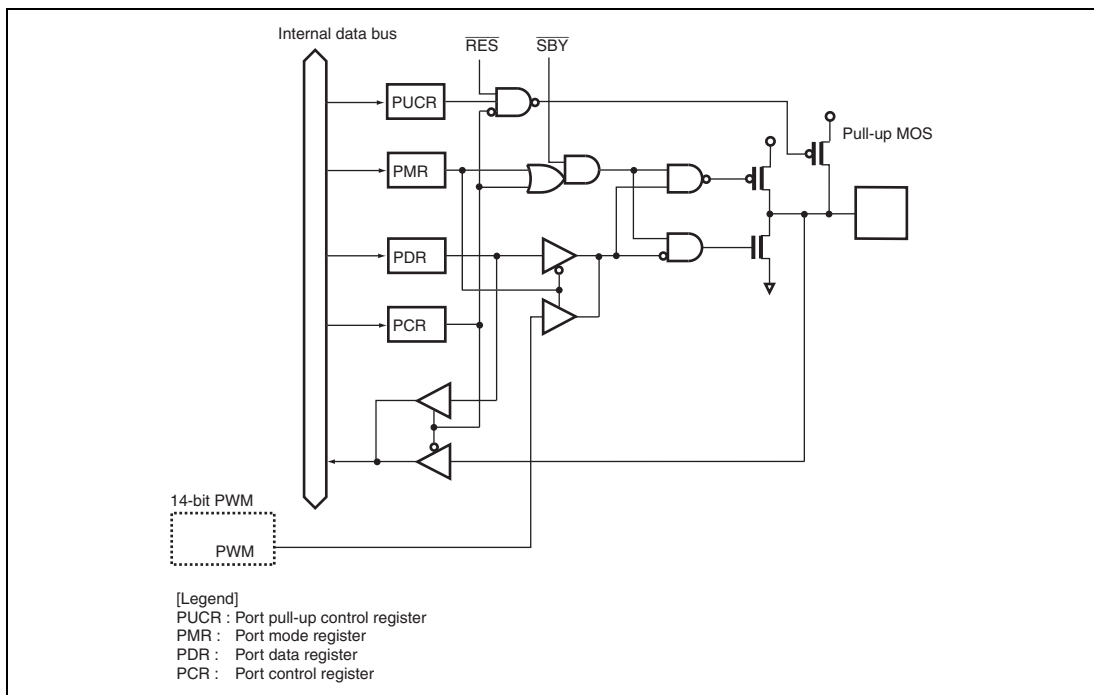 Internal data bus
RES
SBY
PUCR
Pull-up MOS
PMR
PDR
PCR
14-bit PWM
PWM
[Legend]
PUCR : Port pull-up control register
PMR : Port mode register
PDR : Port data register
PCR : Port control register